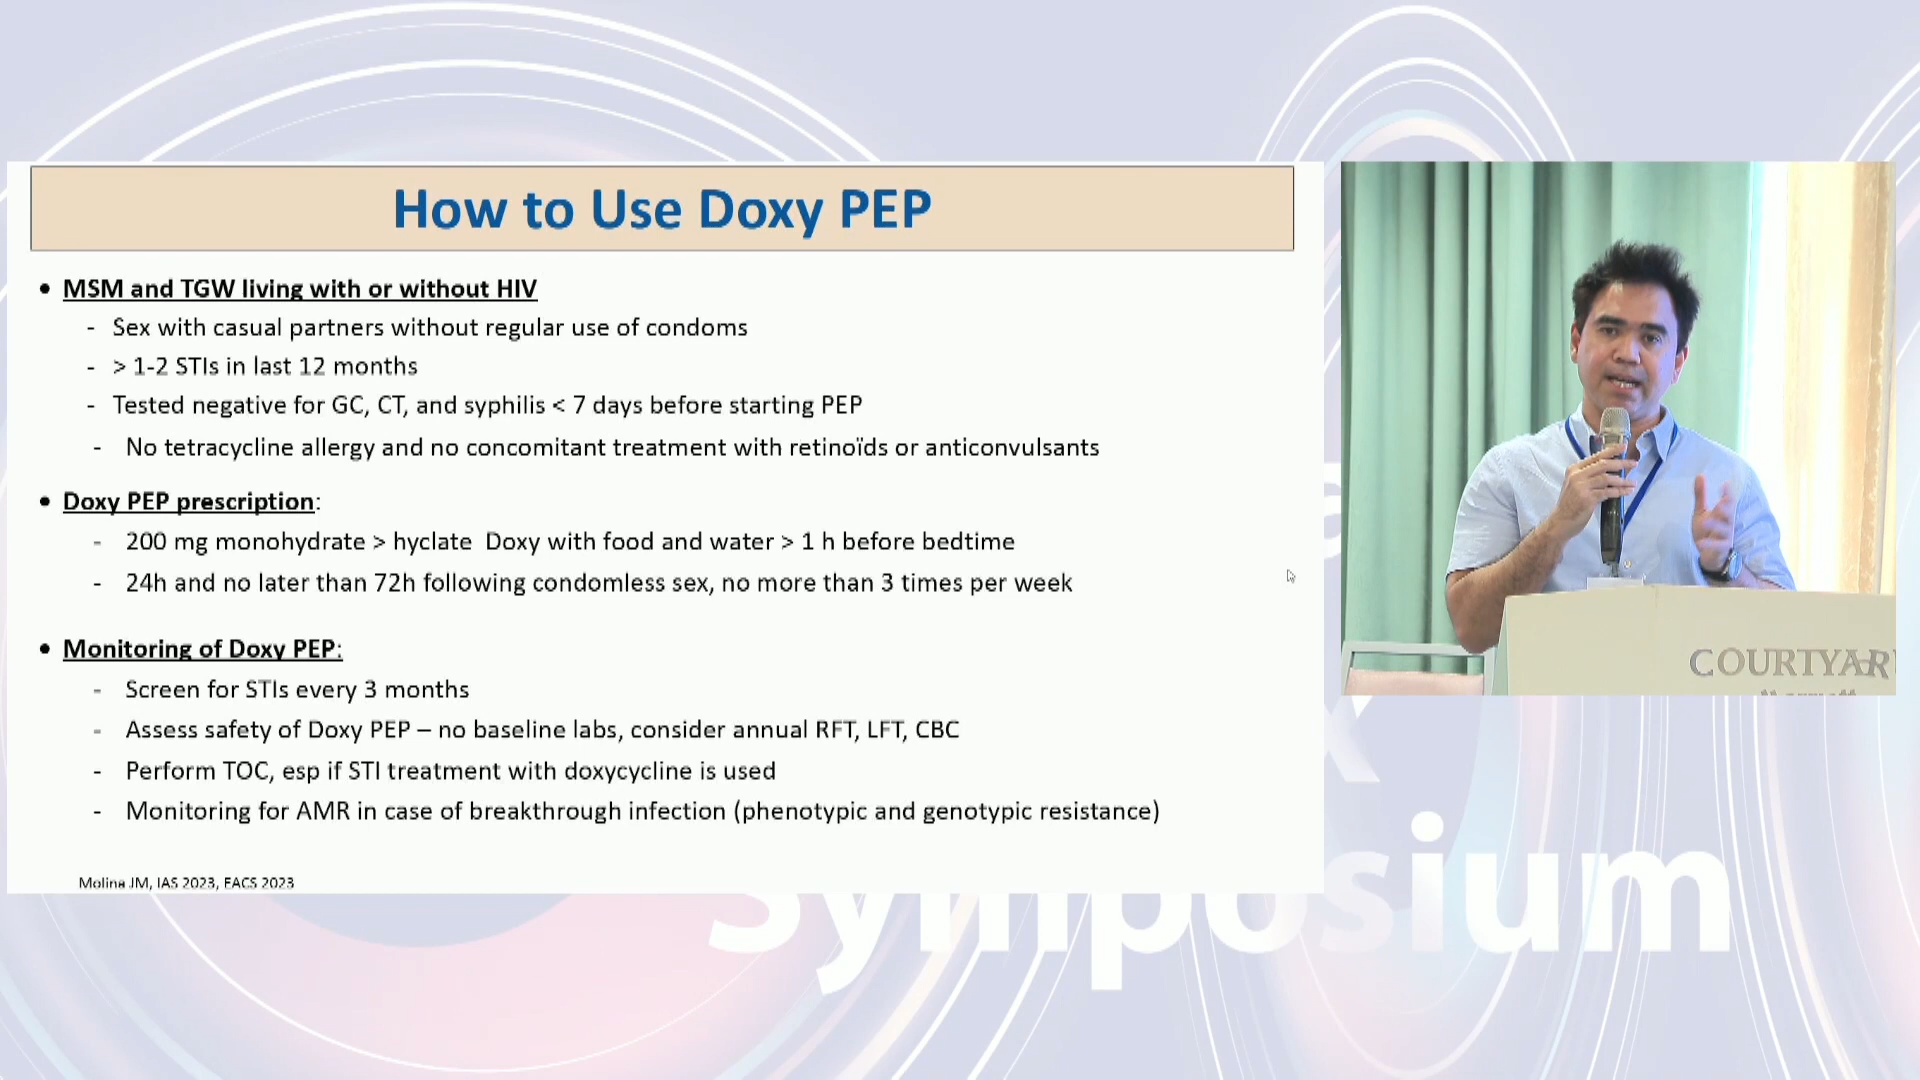 How to Use Doxy PEP
• MSM and TGW living with or without HIV
- Sex with casual partners without regular use of condoms
- > 1-2 STIs in last 12 months
- Tested negative for GC, CT, and syphilis < 7 days before starting PEP
- No tetracycline allergy and no concomitant treatment with retinoïds or anticonvulsants
• Doxy PEP prescription:
- 200 mg monohydrate > hyclate Doxy with food and water > 1 h before bedtime
- 24h and no later than 72h following condomless sex, no more than 3 times per week
• Monitoring of Doxy PEP:
- Screen for STIs every 3 months
- Assess safety of Doxy PEP – no baseline labs, consider annual RFT, LFT, CBC
- Perform TOC, esp if STI treatment with doxycycline is used
- Monitoring for AMR in case of breakthrough infection (phenotypic and genotypic resistance)
Molina JM, IAS 2023, EACS 2023
COURTYAR
Symposium